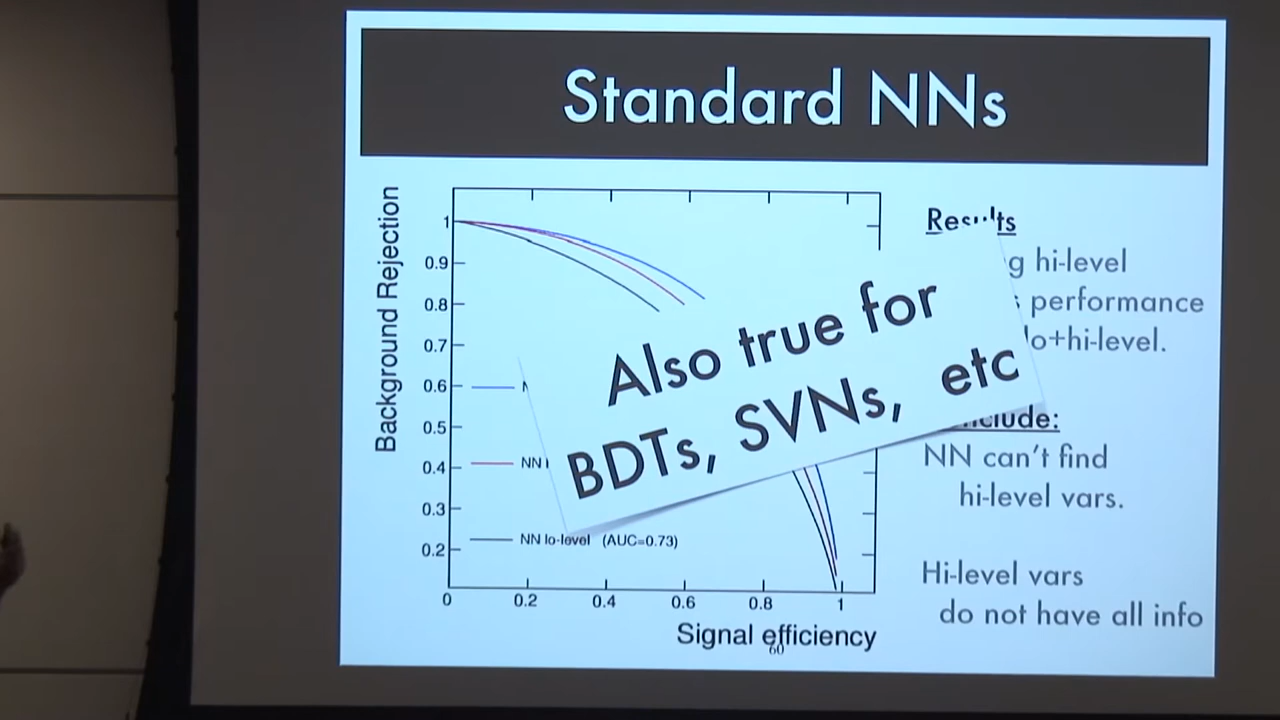 Standard NNs
Background Rejection
1
0.9
0.8
0.7
0.6
0.5
0.4
0.3
0.2
NN
NN lo-level (AUC=0.73)
0
0.2
0.4
0.6
0.8
1
Signal efficiency
60
Also true for
BDTs, SVNs, etc
Results
hi-level
performance
lo+hi-level.
NN can't find
hi-level vars.
Hi-level vars
do not have all info